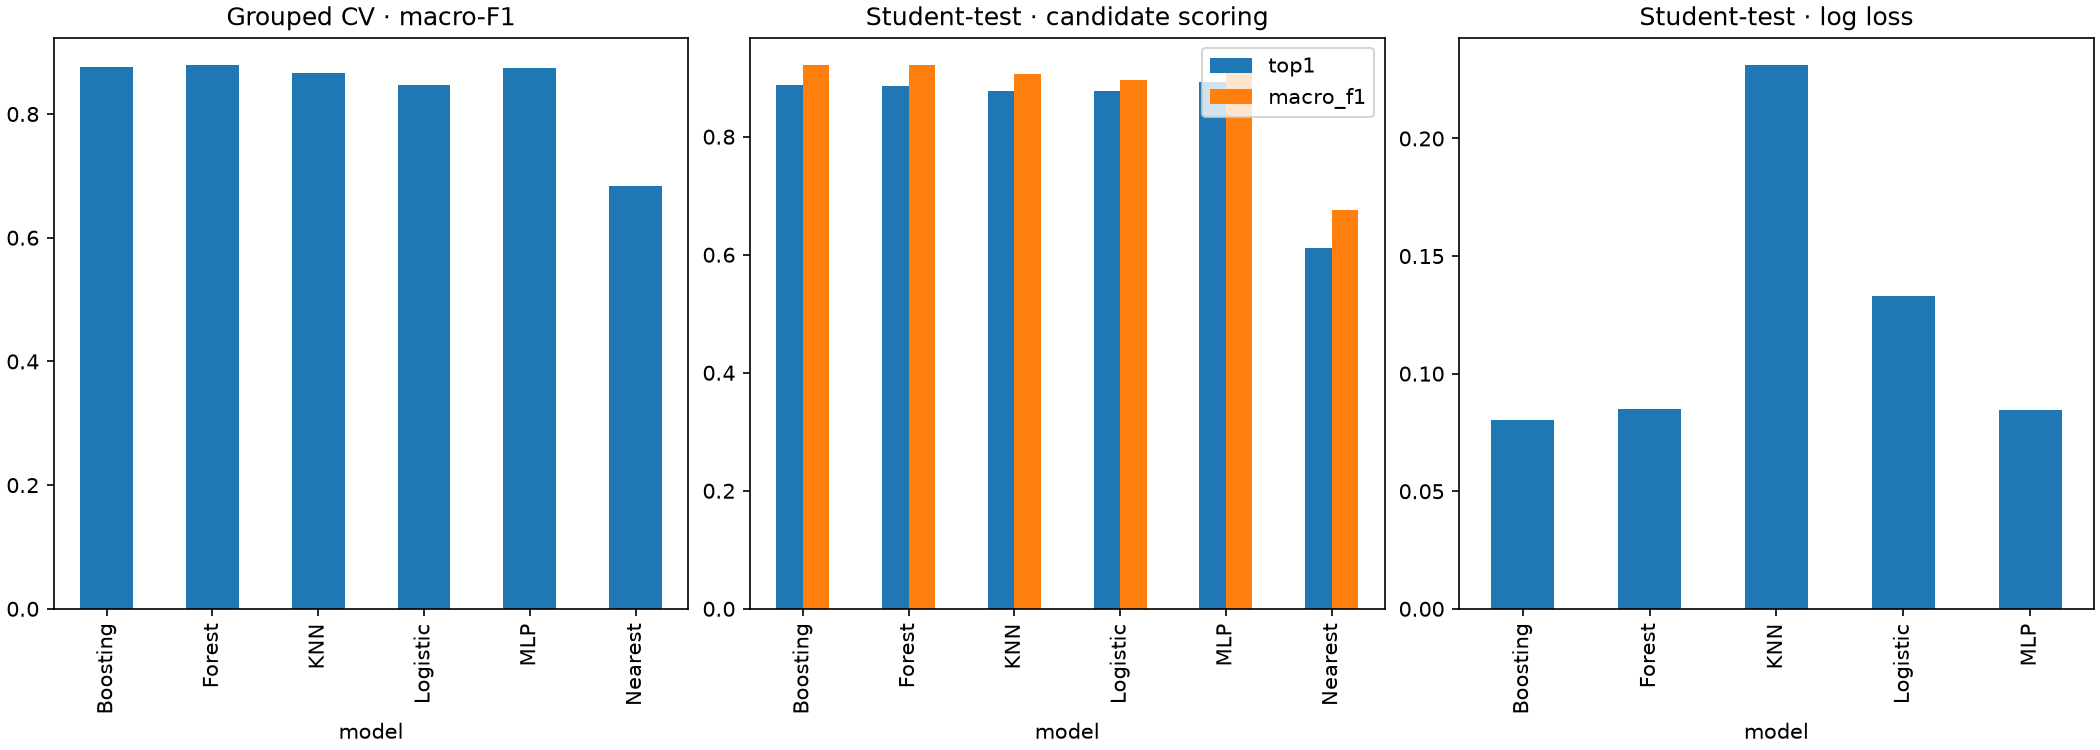 Grouped CV · macro-F1
0.8
0.6
0.4
0.2
0.0
Boosting
Forest
KNN
Logistic
MLP
Nearest
model
Student-test · candidate scoring
top1
macro_f1
0.8
0.6
0.4
0.2
0.0
Boosting
Forest
KNN
Logistic
MLP
Nearest
model
Student-test · log loss
0.20
0.15
0.10
0.05
0.00
Boosting
Forest
KNN
Logistic
MLP
model